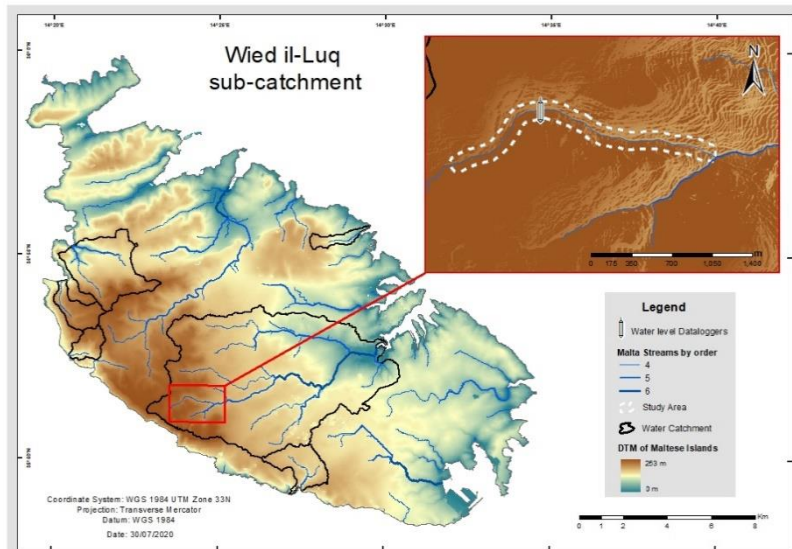 Wied il-Luq
sub-catchment
N
m
0 175 350 700 1,050 1,400
Legend
Water level Dataloggers
Malta Streams by order
4
5
6
Study Area
Water Catchment
DTM of Maltese Islands
253 m
Coordinate System: WGS 1984 UTM Zone 33N
Projection: Transverse Mercator
Datum: WGS 1984
Date: 30/07/2020
Km
0 1 2 4 6 8